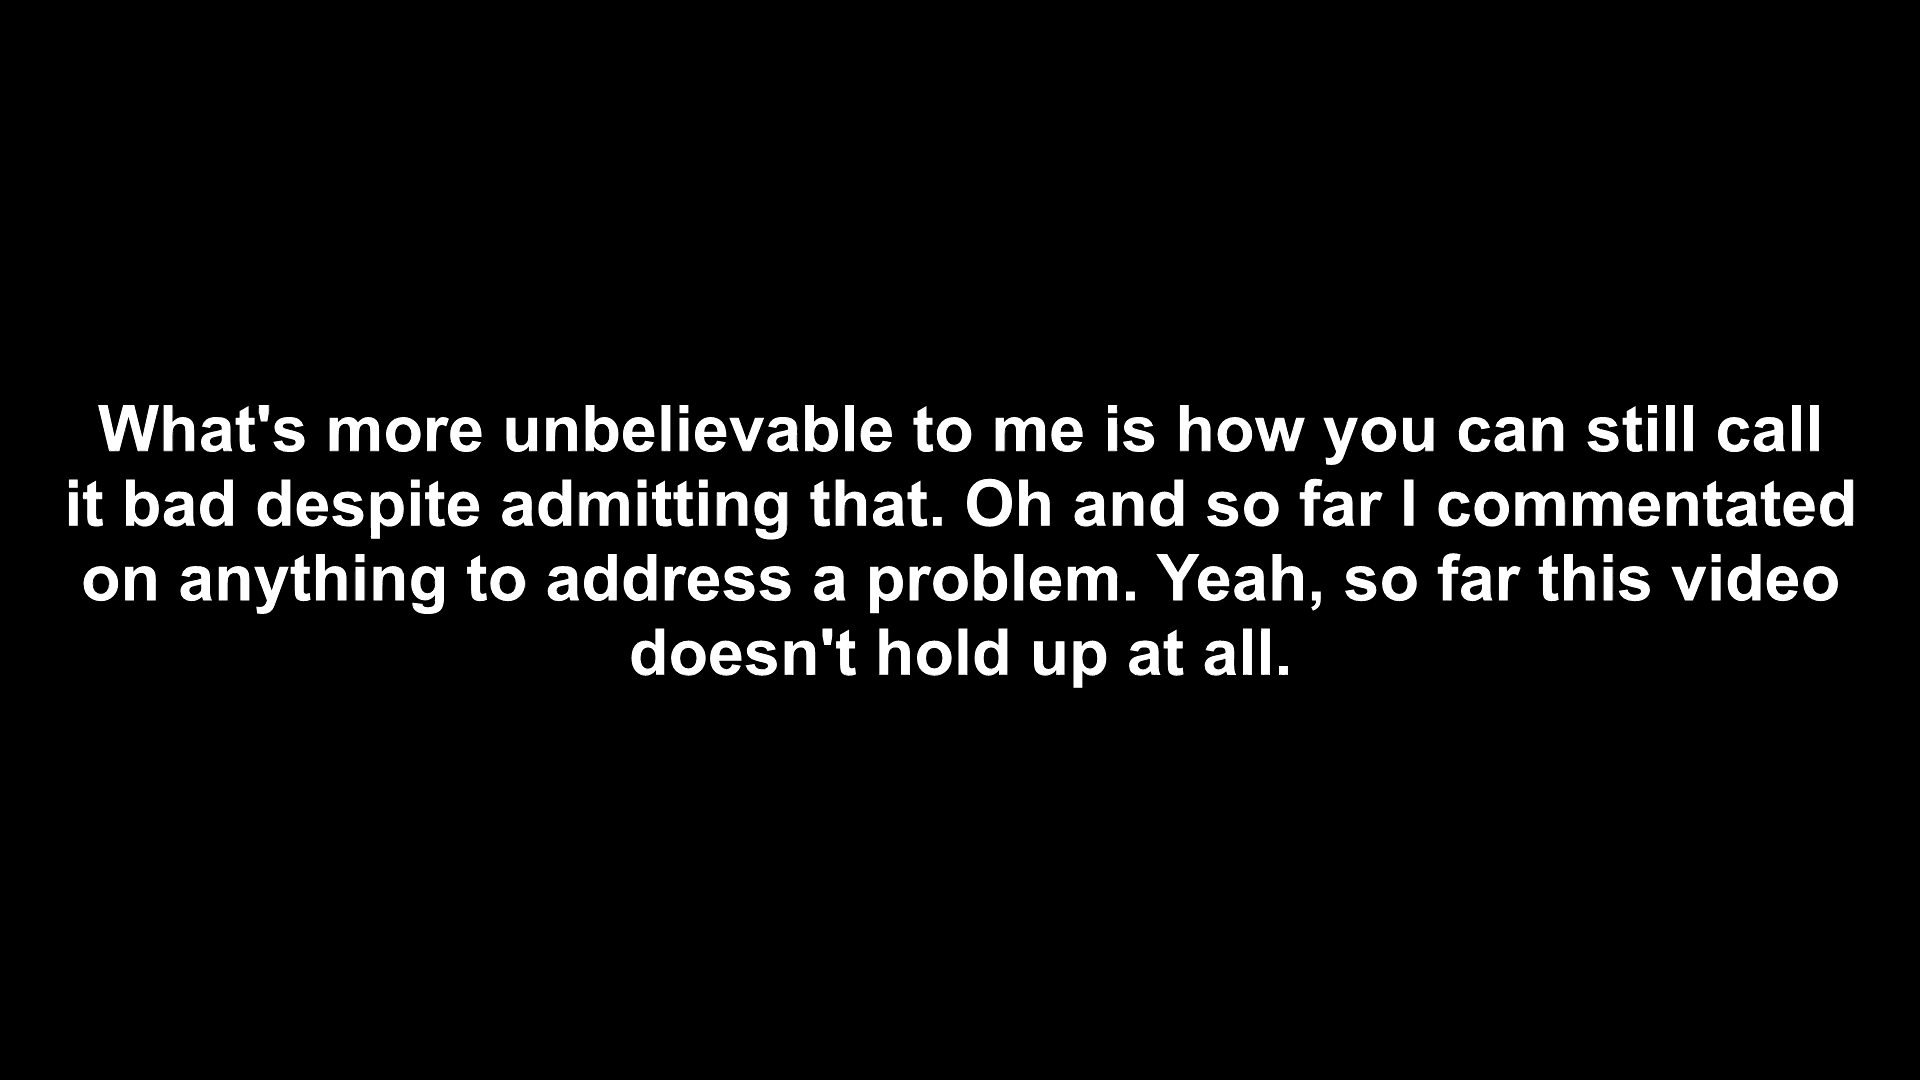 What's more unbelievable to me is how you can still call
it bad despite admitting that. Oh and so far I commentated
on anything to address a problem. Yeah, so far this video
doesn't hold up at all.